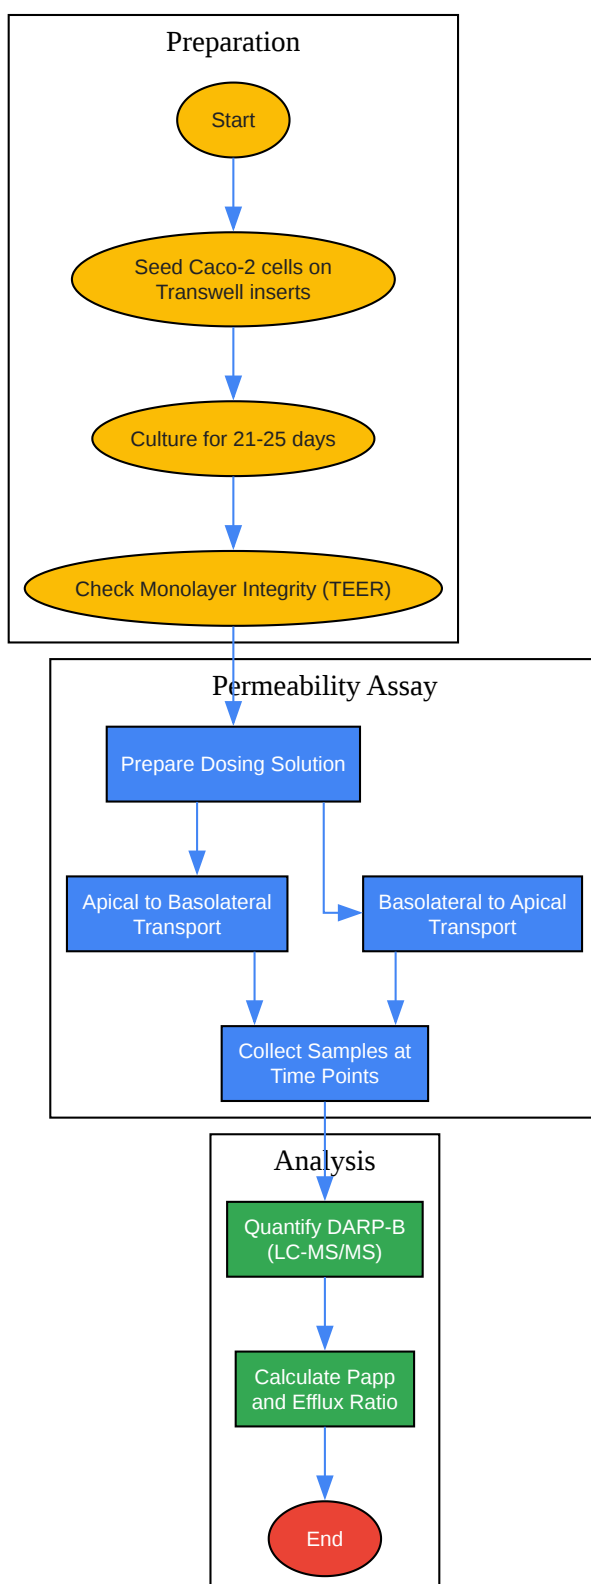 Preparation
Start
Seed Caco-2 cells on
Transwell inserts
Culture for 21-25 days
Check Monolayer Integrity (TEER)
Permeability Assay
Prepare Dosing Solution
Apical to Basolateral
Transport
Basolateral to Apical
Transport
Collect Samples at
Time Points
Analysis
Quantify DARP-B
(LC-MS/MS)
Calculate Papp
and Efflux Ratio
End